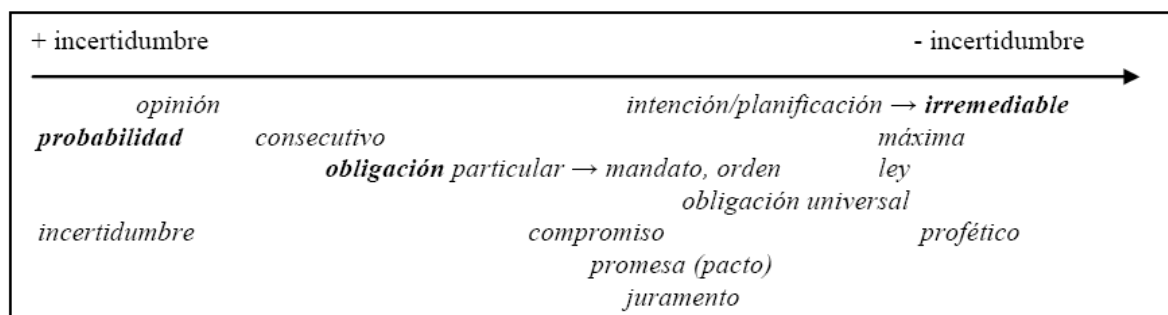 + incertidumbre - incertidumbre
opinión intención/planificación → irremediable
probabilidad consecutivo máxima
obligación particular → mandato, orden ley
obligación universal
incertidumbre compromiso profético
promesa (pacto)
juramento